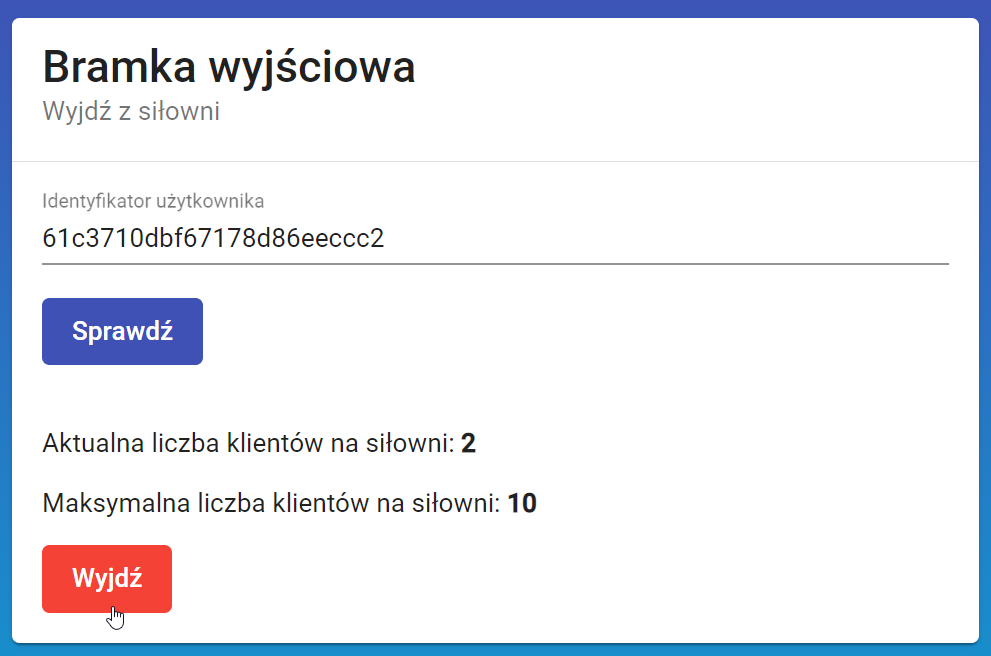 Bramka wyjściowa
Wyjdź z siłowni
Identyfikator użytkownika
61c3710dbf67178d86eeccc2
Sprawdź
Aktualna liczba klientów na siłowni: 2
Maksymalna liczba klientów na siłowni: 10
Wyjdź